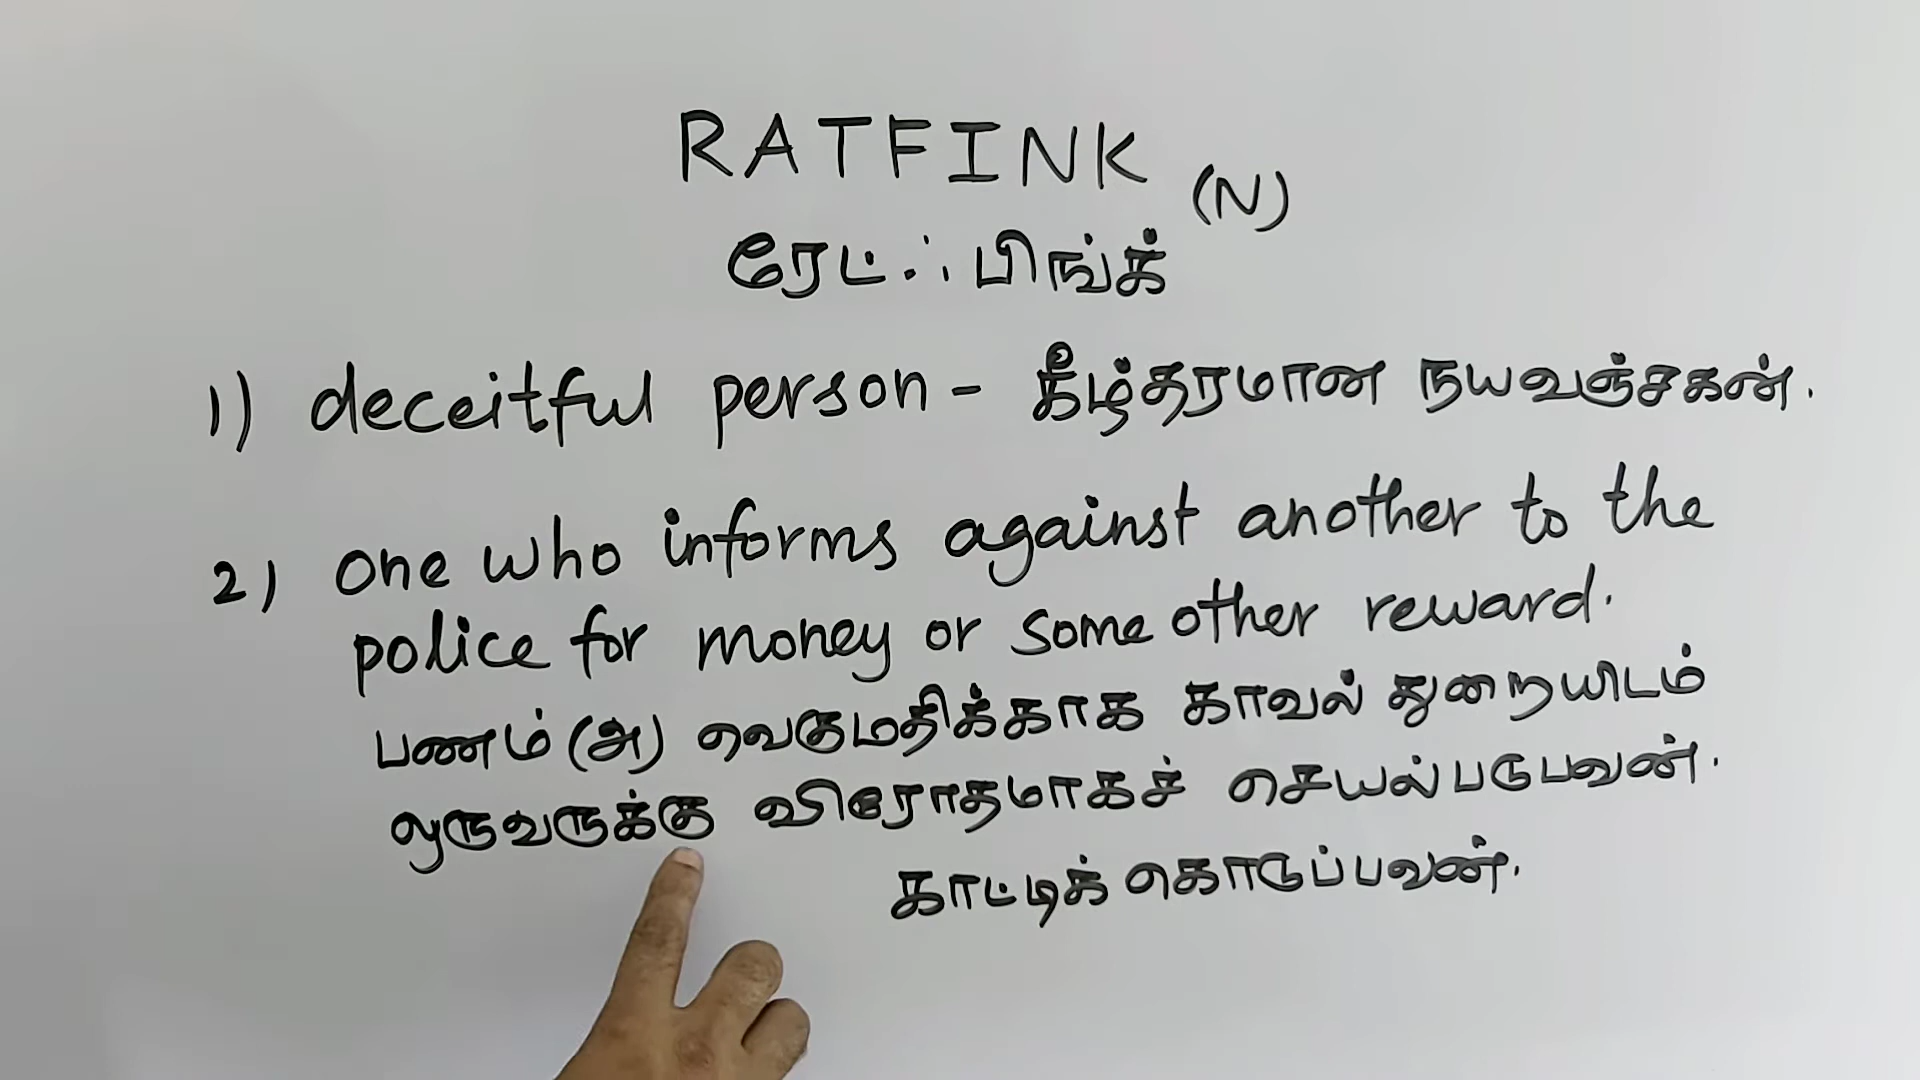 RATFINK (N)
ரேட்ஃபிங்க்
1) deceitful person - கீழ்தரமான நயவஞ்சகன்.
2) one who informs against another to the
police for money or some other reward.
பணம் (அ) வெகுமதிக்காக காவல் துறையிடம்
ஒருவருக்கு விரோதமாகச் செயல்படுபவன்.
காட்டிக் கொடுப்பவன்.